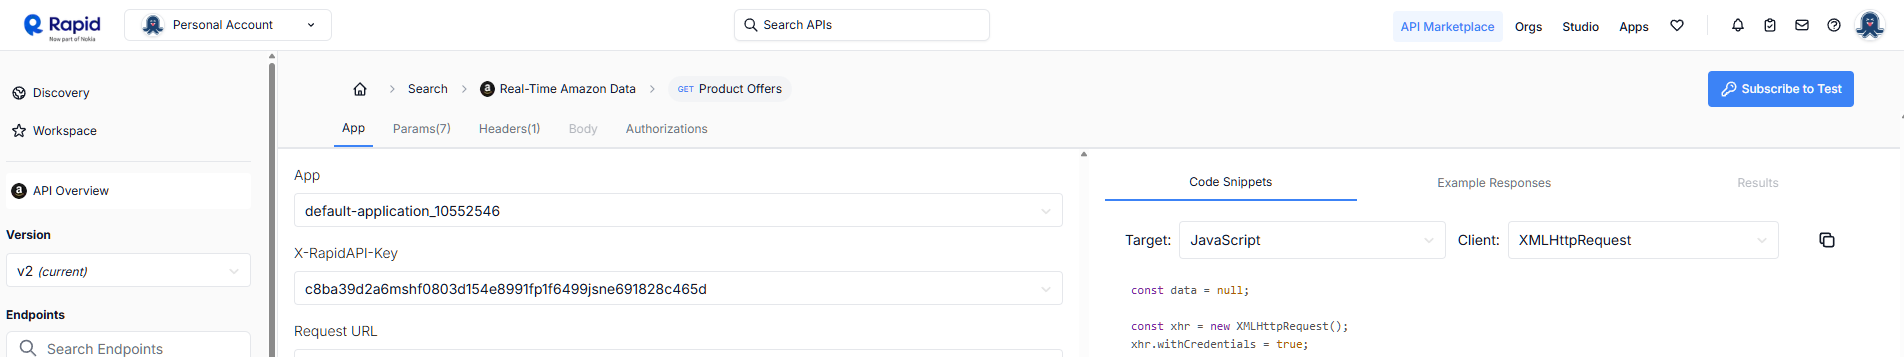 Rapid
Now part of Nokia
Personal Account
Search APIs
API Marketplace
Orgs
Studio
Apps
Discovery
Workspace
API Overview
Version
v2 (current)
Endpoints
Search Endpoints
Search
Real-Time Amazon Data
GET Product Offers
Subscribe to Test
App
Params(7)
Headers(1)
Body
Authorizations
App
default-application_10552546
X-RapidAPI-Key
c8ba39d2a6mshf0803d154e8991fp1f6499jsne691828c465d
Request URL
Code Snippets
Example Responses
Results
Target: JavaScript
Client: XMLHttpRequest
const data = null;
const xhr = new XMLHttpRequest();
xhr.withCredentials = true;